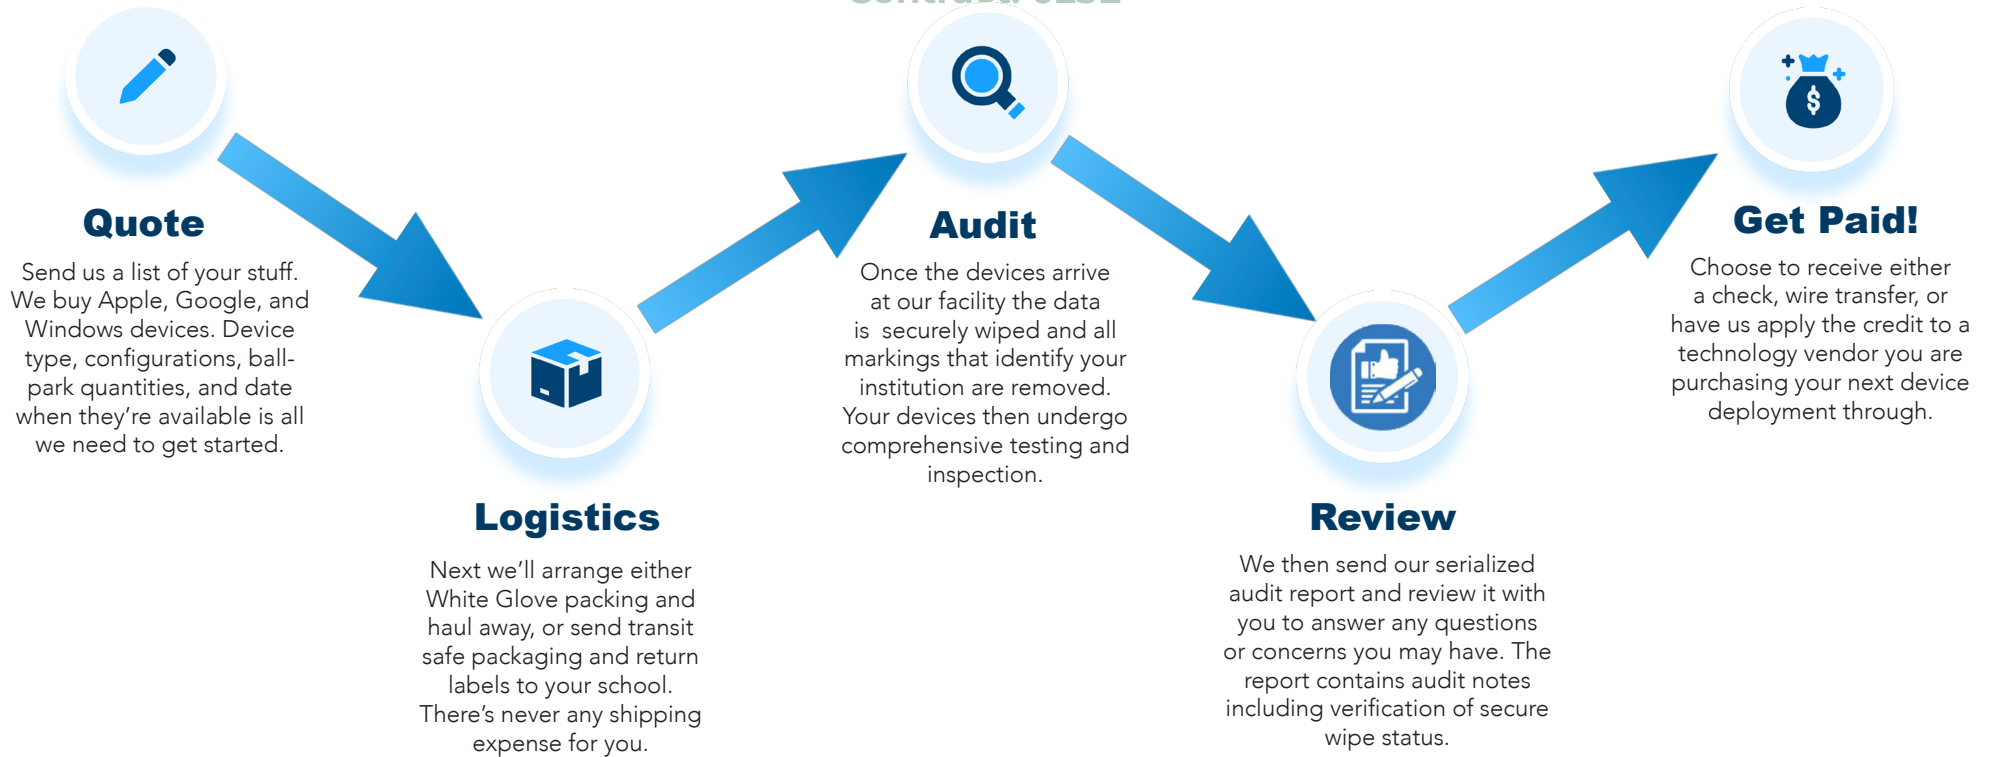 Quote
Send us a list of your stuff.
We buy Apple, Google, and
Windows devices. Device
type, configurations, ball-
park quantities, and date
when they're available is all
we need to get started.
Logistics
Next we'll arrange either
White Glove packing and
haul away, or send transit
safe packaging and return
labels to your school.
There's never any shipping
expense for you.
Audit
Once the devices arrive
at our facility the data
is  securely wiped and all
markings that identify your
institution are removed.
Your devices then undergo
comprehensive testing and
inspection.
Review
We then send our serialized
audit report and review it with
you to answer any questions
or concerns you may have. The
report contains audit notes
including verification of secure
wipe status.
Get Paid!
Choose to receive either
a check, wire transfer, or
have us apply the credit to a
technology vendor you are
purchasing your next device
deployment through.